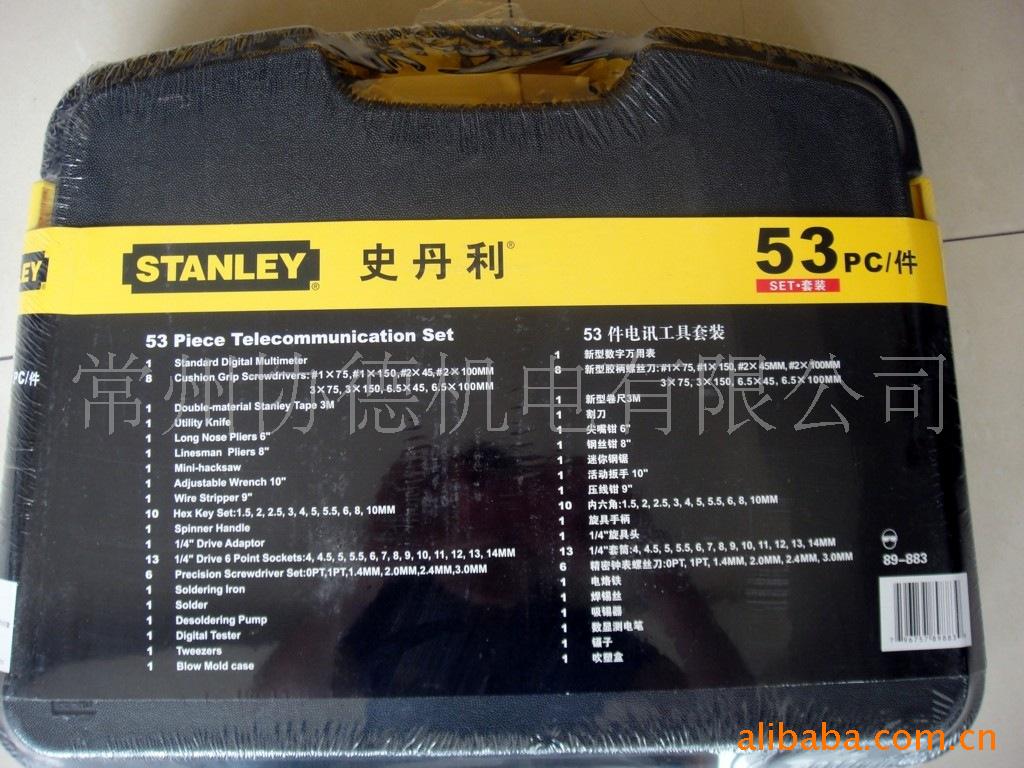 STANLEY® 史丹利® 53PC/件
SET·套装
EY
PC/件
53 Piece Telecommunication Set
1 Standard Digital Multimeter
8 Cushion Grip Screwdrivers:#1×75,#1×150,#2×45,#2×100MM
3×75, 3×150, 6.5×45, 6.5×100MM
1 Double-material Stanley Tape 3M
1 Utility Knife
1 Long Nose Pliers 6"
1 Linesman Pliers 8"
1 Mini-hacksaw
1 Adjustable Wrench 10"
1 Wire Stripper 9"
10 Hex Key Set:1.5, 2, 2.5, 3, 4, 5, 5.5, 6, 8, 10MM
1 Spinner Handle
1 1/4" Drive Adaptor
13 1/4" Drive 6 Point Sockets:4, 4.5, 5, 5.5, 6, 7, 8, 9, 10, 11, 12, 13, 14MM
6 Precision Screwdriver Set:0PT,1PT,1.4MM, 2.0MM,2.4MM,3.0MM
1 Soldering Iron
1 Solder
1 Desoldering Pump
1 Digital Tester
1 Tweezers
1 Blow Mold case
53 件电讯工具套装
1 新型数字万用表
8 新型胶柄螺丝刀:#1×75, #1×150, #2×45MM, #2×100MM
3×75, 3×150, 6.5×45, 6.5×100MM
1 新型卷尺3M
1 割刀
1 尖嘴钳 6"
1 钢丝钳 8"
1 迷你钢锯
1 活动扳手 10"
1 压线钳 9"
10 内六角:1.5, 2, 2.5, 3, 4, 5, 5.5, 6, 8, 10MM
1 旋具手柄
1 1/4"旋具头
13 1/4"套筒:4, 4.5, 5, 5.5, 6, 7, 8, 9, 10, 11, 12, 13, 14MM
6 精密钟表螺丝刀:0PT, 1PT, 1.4MM, 2.0MM, 2.4MM, 3.0MM
1 电烙铁
1 焊锡丝
1 吸锡器
1 数显测电笔
1 镊子
1 吹塑盒
89-883
常州协德机电有限公司
alibaba.com.cn